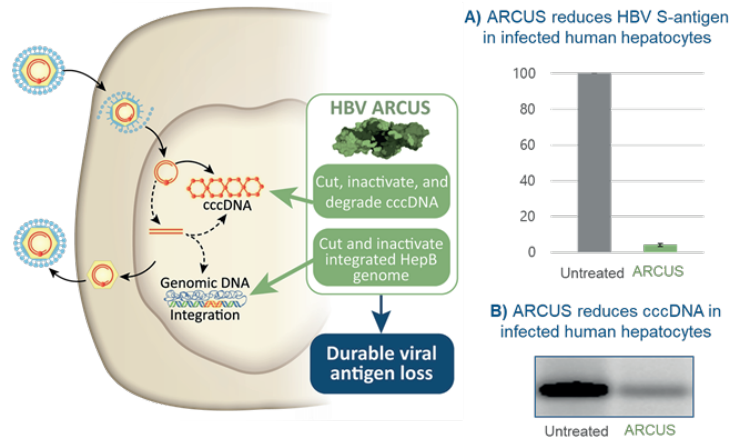 HBV ARCUS
Cut, inactivate, and
degrade cccDNA
Cut and inactivate
integrated HepB
genome
Durable viral
antigen loss
cccDNA
Genomic DNA
Integration
A) ARCUS reduces HBV S-antigen
in infected human hepatocytes
100
80
60
40
20
0
Untreated ARCUS
B) ARCUS reduces cccDNA in
infected human hepatocytes
Untreated ARCUS